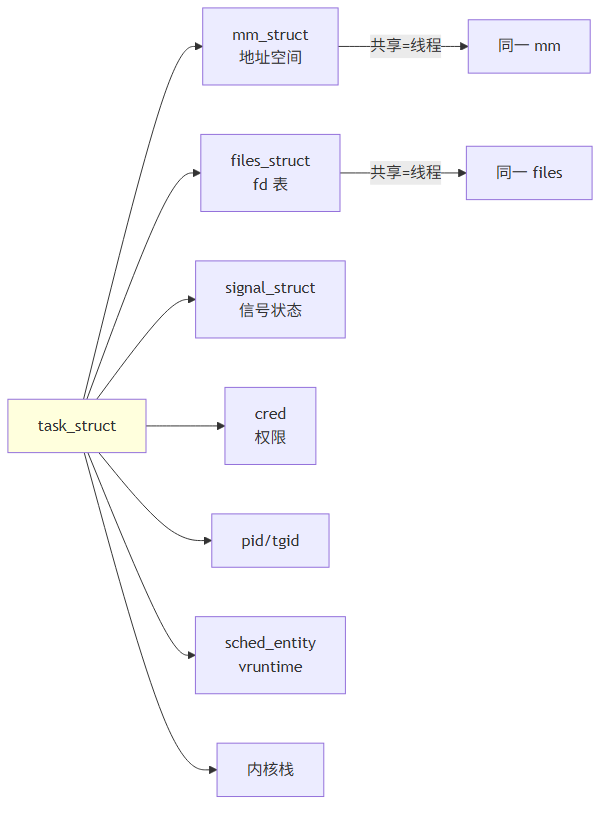 mm_struct
地址空间
共享=线程
同一 mm
files_struct
fd 表
共享=线程
同一 files
signal_struct
信号状态
task_struct
cred
权限
pid/tgid
sched_entity
vruntime
内核栈